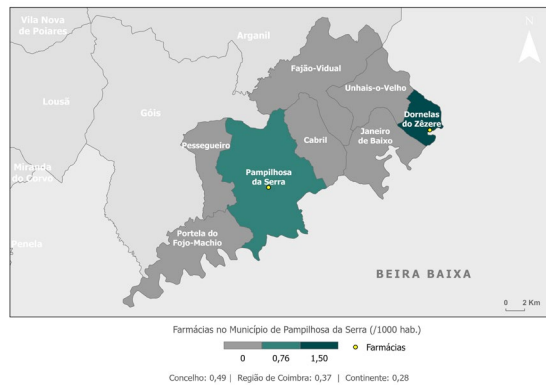 Vila Nova
de Poiares
Arganil
N
Fajão-Vidual
Lousã
Unhais-o-Velho
Góis
Dornelas
do Zêzere
Pessegueiro
Cabril
Janeiro
de Baixo
Miranda
do Corvo
Pampilhosa
da Serra
Portela do
Fojo-Machio
Penela
BEIRA BAIXA
0 2 Km
Farmácias no Município de Pampilhosa da Serra (/1000 hab.)
Farmácias
0 0,76 1,50
Concelho: 0,49 | Região de Coimbra: 0,37 | Continente: 0,28